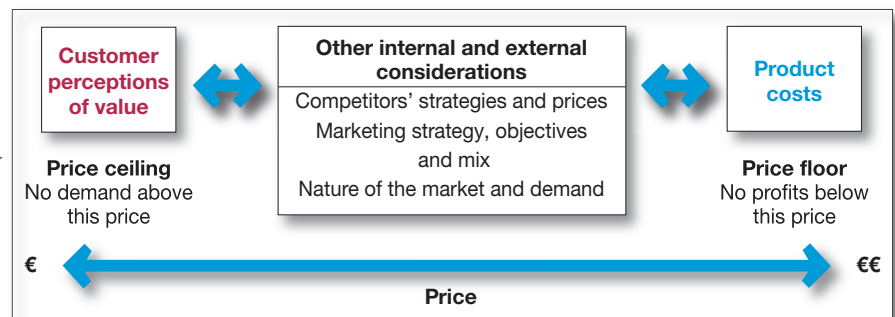 Customer
perceptions
of value
Other internal and external
considerations
Competitors’ strategies and prices
Marketing strategy, objectives
and mix
Nature of the market and demand
Product
costs
Price ceiling
No demand above
this price
Price floor
No profits below
this price
€
€€
Price